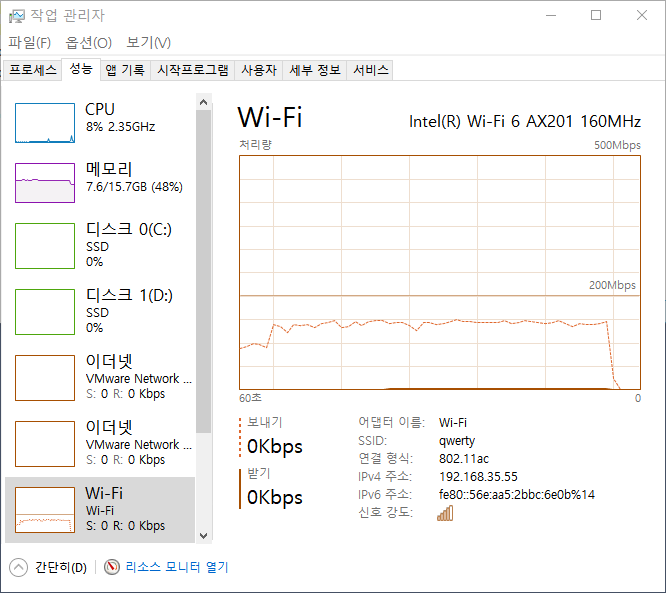 작업 관리자
파일(F) 옵션(O) 보기(V)
프로세스 성능 앱 기록 시작프로그램 사용자 세부 정보 서비스
CPU
8% 2.35GHz
메모리
7.6/15.7GB (48%)
디스크 0(C:)
SSD
0%
디스크 1(D:)
SSD
0%
이더넷
VMware Network ...
S: 0 R: 0 Kbps
이더넷
VMware Network ...
S: 0 R: 0 Kbps
Wi-Fi
Wi-Fi
S: 0 R: 0 Kbps
Wi-Fi
Intel(R) Wi-Fi 6 AX201 160MHz
처리량 500Mbps
200Mbps
60초 0
보내기
0Kbps
받기
0Kbps
어댑터 이름: Wi-Fi
SSID: qwerty
연결 형식: 802.11ac
IPv4 주소: 192.168.35.55
IPv6 주소: fe80::56e:aa5:2bbc:6e0b%14
신호 강도:
간단히(D) 리소스 모니터 열기